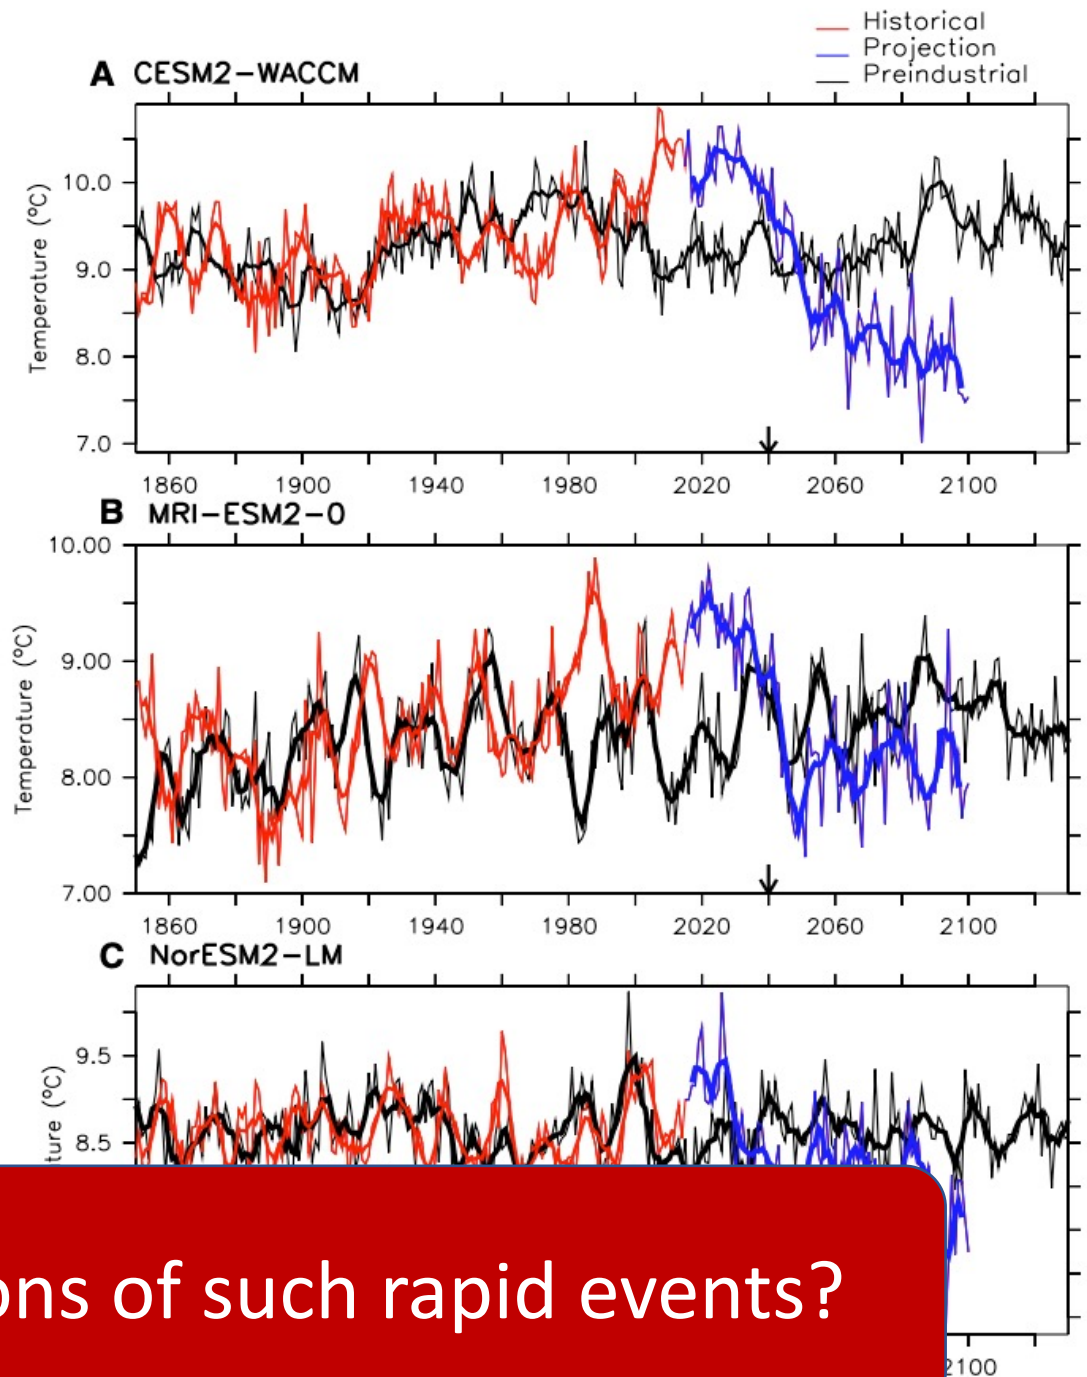 Historical
Projection
Preindustrial
A CESM2-WACCM
Temperature (°C)
10.0
9.0
8.0
7.0
1860 1900 1940 1980 2020 2060 2100
B MRI-ESM2-0
Temperature (°C)
10.00
9.00
8.00
7.00
1860 1900 1940 1980 2020 2060 2100
C NorESM2-LM
ture (°C)
9.5
8.5
ons of such rapid events?
2100